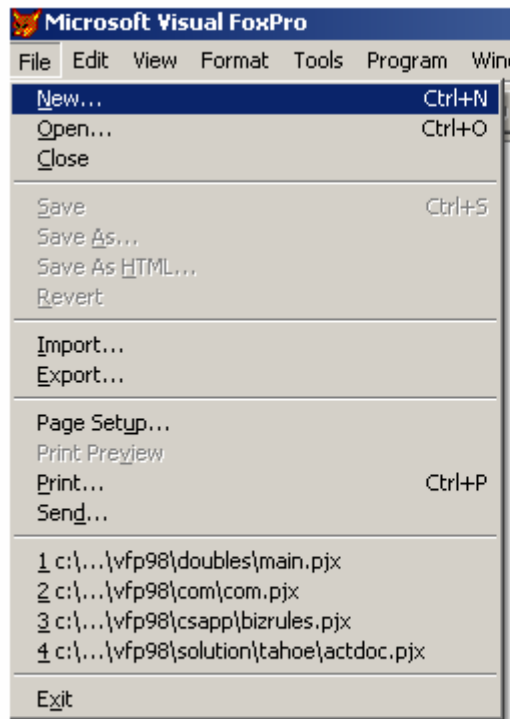 Microsoft Visual FoxPro
File Edit View Format Tools Program
New... Ctrl+N
Open... Ctrl+O
Close
Save Ctrl+S
Save As...
Save As HTML...
Revert
Import...
Export...
Page Setup...
Print Preview
Print... Ctrl+P
Send...
1 c:\...\vfp98\doubles\main.pjx
2 c:\...\vfp98\com\com.pjx
3 c:\...\vfp98\csapp\bizrules.pjx
4 c:\...\vfp98\solution\tahoe\actdoc.pjx
Exit